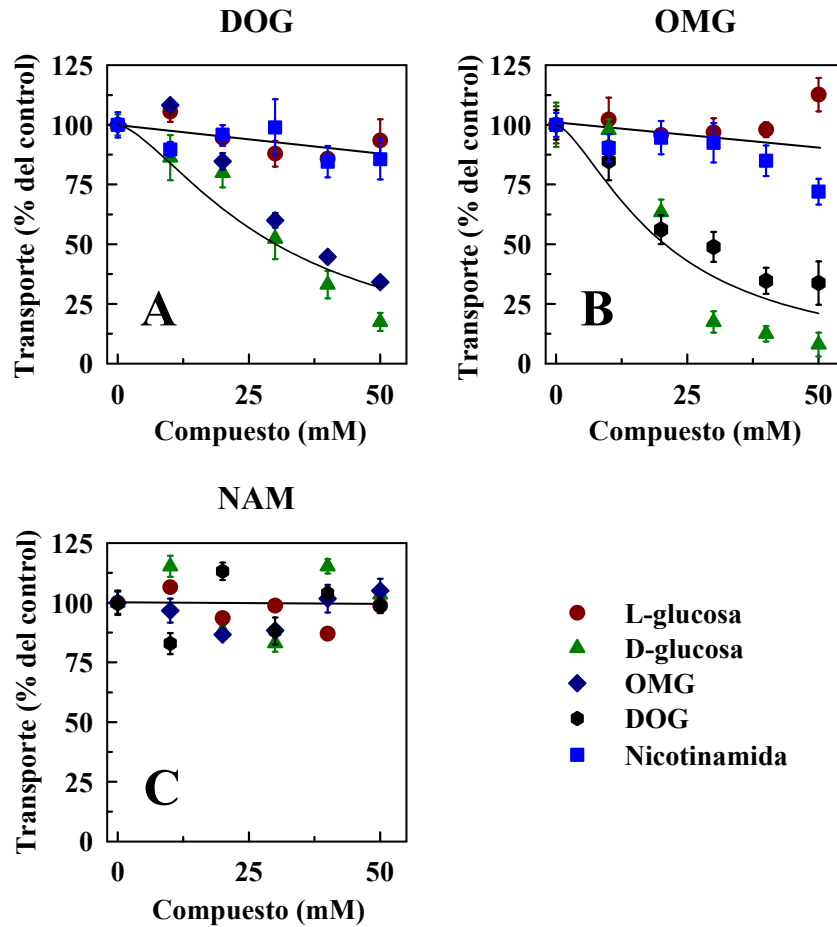 DOG
125
100
75
50
25
0
Transporte (% del control)
A
0 25 50
Compuesto (mM)
OMG
125
100
75
50
25
0
Transporte (% del control)
B
0 25 50
Compuesto (mM)
NAM
125
100
75
50
25
0
Transporte (% del control)
C
0 25 50
Compuesto (mM)
L-glucosa
D-glucosa
OMG
DOG
Nicotinamida